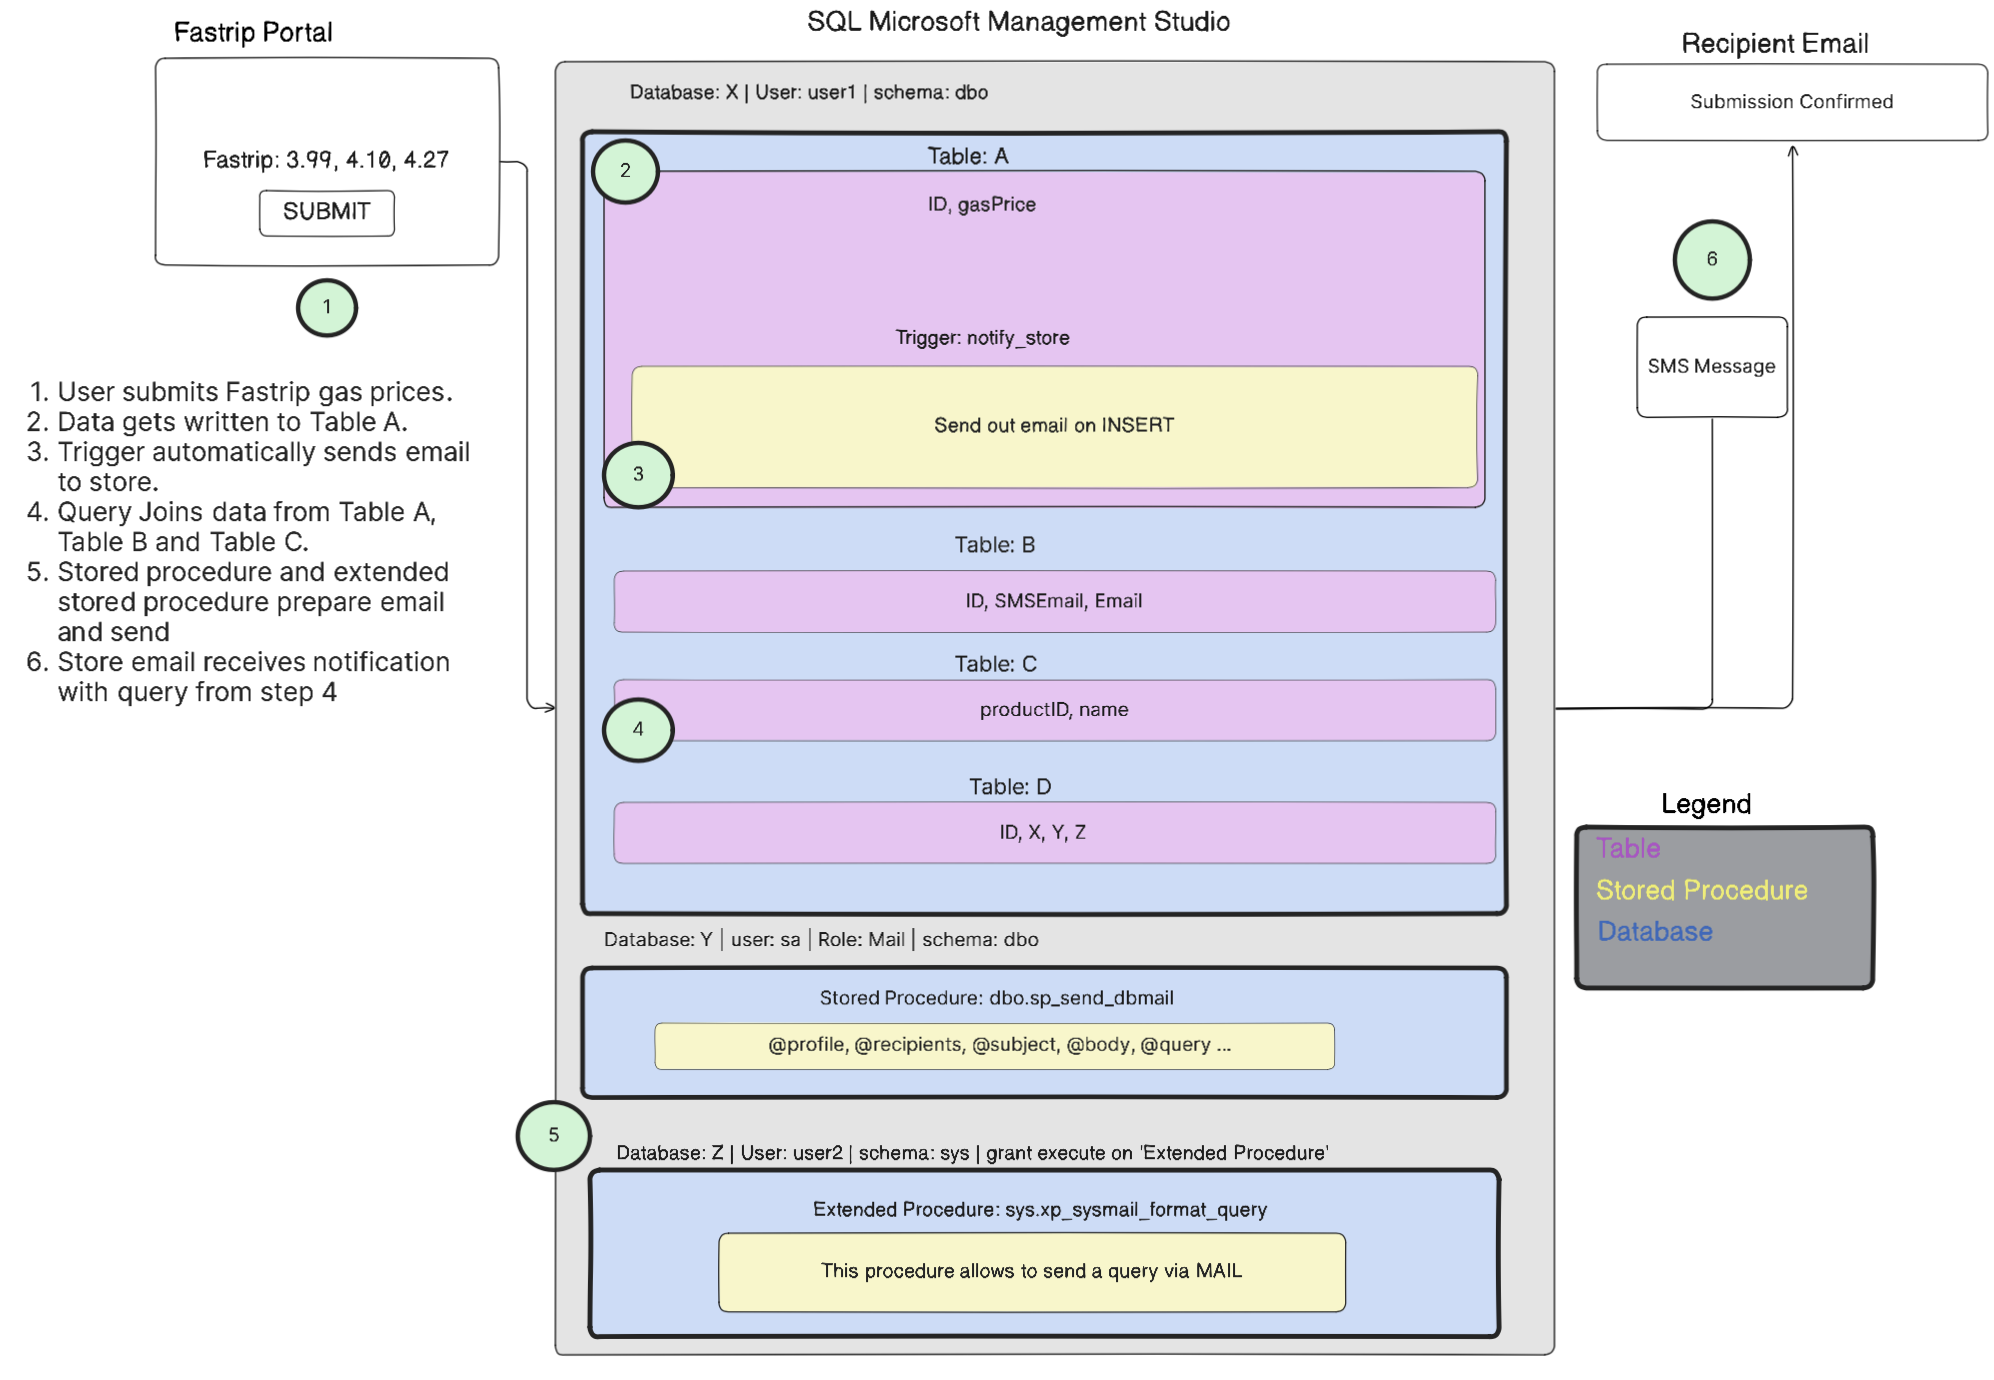 SQL Microsoft Management Studio
Fastrip Portal
Recipient Email
Fastrip: 3.99, 4.10, 4.27
SUBMIT
1
1. User submits Fastrip gas prices.
2. Data gets written to Table A.
3. Trigger automatically sends email
to store.
4. Query Joins data from Table A,
Table B and Table C.
5. Stored procedure and extended
stored procedure prepare email
and send
6. Store email receives notification
with query from step 4
Database: X | User: user1 | schema: dbo
2
Table: A
ID, gasPrice
Trigger: notify_store
Send out email on INSERT
3
Table: B
ID, SMSEmail, Email
Table: C
productID, name
4
Table: D
ID, X, Y, Z
Database: Y | user: sa | Role: Mail | schema: dbo
Stored Procedure: dbo.sp_send_dbmail
@profile, @recipients, @subject, @body, @query ...
5
Database: Z | User: user2 | schema: sys | grant execute on 'Extended Procedure'
Extended Procedure: sys.xp_sysmail_format_query
This procedure allows to send a query via MAIL
Submission Confirmed
6
SMS Message
Legend
Table
Stored Procedure
Database